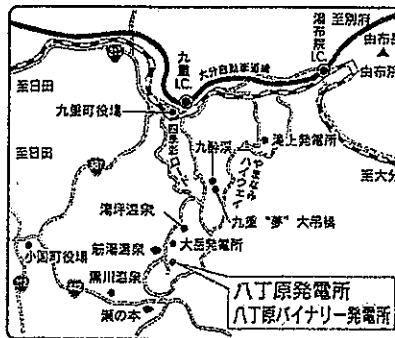 至別府
湯布院
I.C.
由布岳
由布院
九重
I.C.
大分自動車道
至日田
九重町役場
四季彩ロード
至日田
九酔渓
やまなみ
ハイウェイ
滝上発電所
至大分
九重“夢”大吊橋
湯坪温泉
大岳発電所
筋湯温泉
小国町役場
黒川温泉
八丁原発電所
八丁原バイナリー発電所
瀬の本